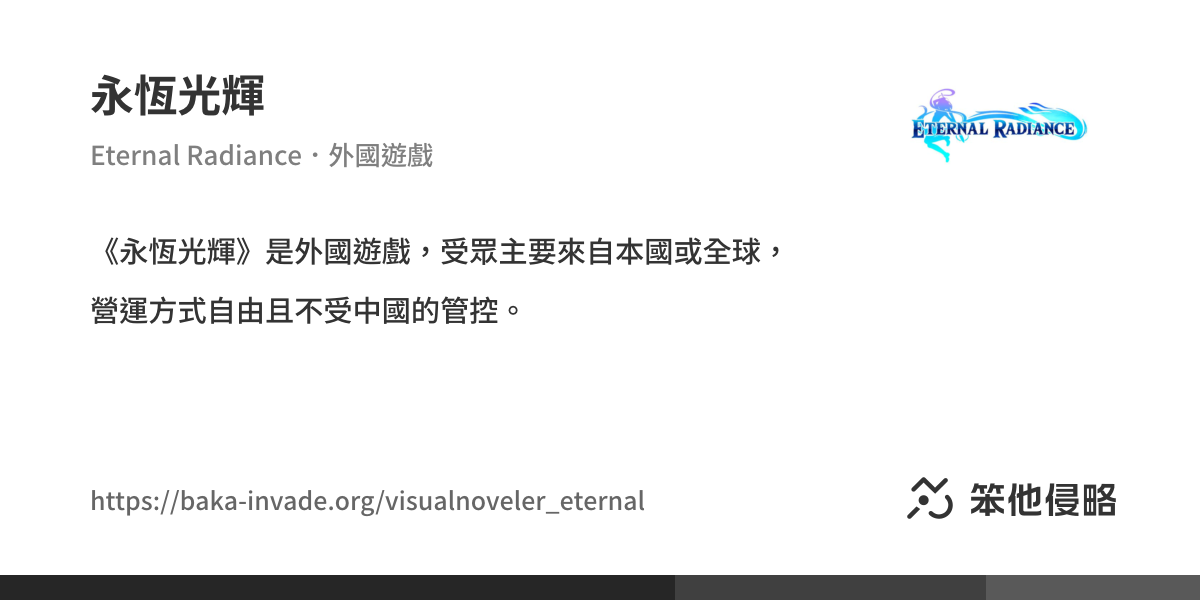 永恆光輝
Eternal Radiance・外國遊戲
ETERNAL RADIANCE
《永恆光輝》是外國遊戲，受眾主要來自本國或全球，
營運方式自由且不受中國的管控。
https://baka-invade.org/visualnoveler_eternal
笨他侵略